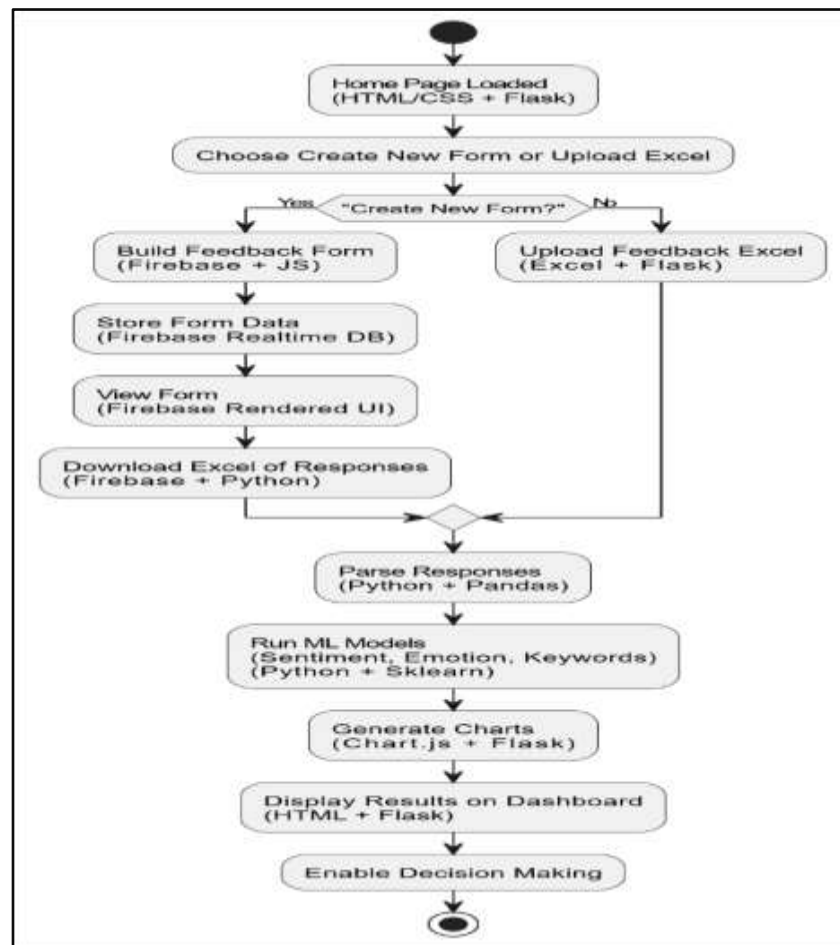 Home Page Loaded
(HTML/CSS + Flask)
Choose Create New Form or Upload Excel
Yes
"Create New Form?"
No
Build Feedback Form
(Firebase + JS)
Upload Feedback Excel
(Excel + Flask)
Store Form Data
(Firebase Realtime DB)
View Form
(Firebase Rendered UI)
Download Excel of Responses
(Firebase + Python)
Parse Responses
(Python + Pandas)
Run ML Models
(Sentiment, Emotion, Keywords)
(Python + Sklearn)
Generate Charts
(Chart.js + Flask)
Display Results on Dashboard
(HTML + Flask)
Enable Decision Making